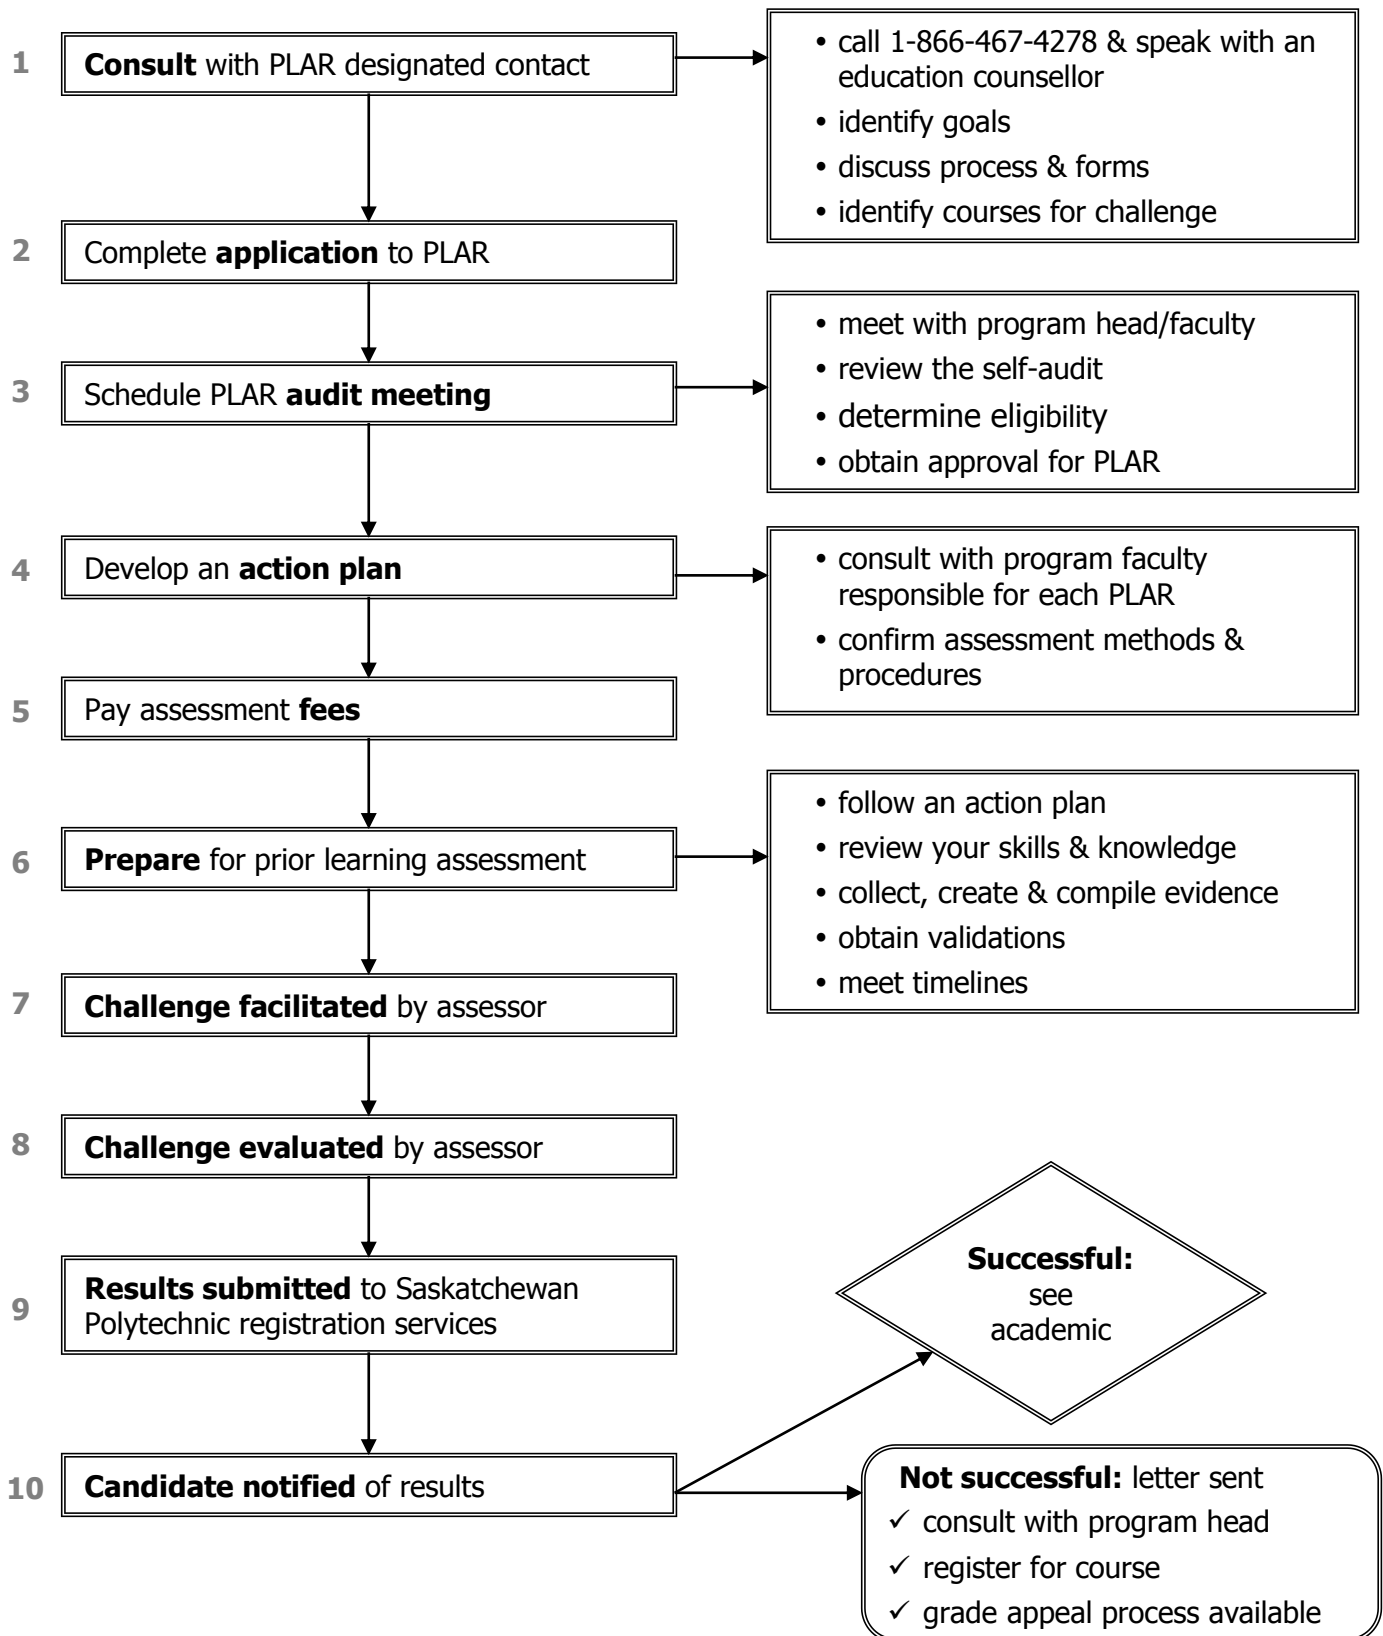 1
Consult with PLAR designated contact
• call 1-866-467-4278 & speak with an
education counsellor
• identify goals
• discuss process & forms
• identify courses for challenge
2
Complete application to PLAR
3
Schedule PLAR audit meeting
• meet with program head/faculty
• review the self-audit
• determine eligibility
• obtain approval for PLAR
4
Develop an action plan
• consult with program faculty
responsible for each PLAR
• confirm assessment methods &
procedures
5
Pay assessment fees
6
Prepare for prior learning assessment
• follow an action plan
• review your skills & knowledge
• collect, create & compile evidence
• obtain validations
• meet timelines
7
Challenge facilitated by assessor
8
Challenge evaluated by assessor
9
Results submitted to Saskatchewan
Polytechnic registration services
Successful:
see
academic
10
Candidate notified of results
Not successful: letter sent
✓ consult with program head
✓ register for course
✓ grade appeal process available